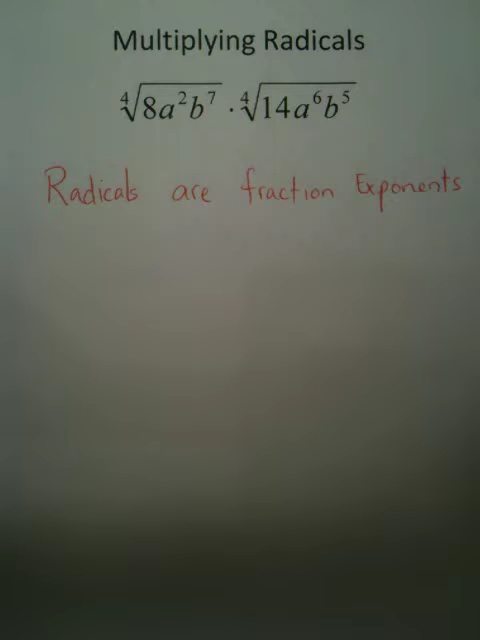 Multiplying Radicals
∜8a²b⁷ · ∜14a⁶b⁵
Radicals are fraction Exponents